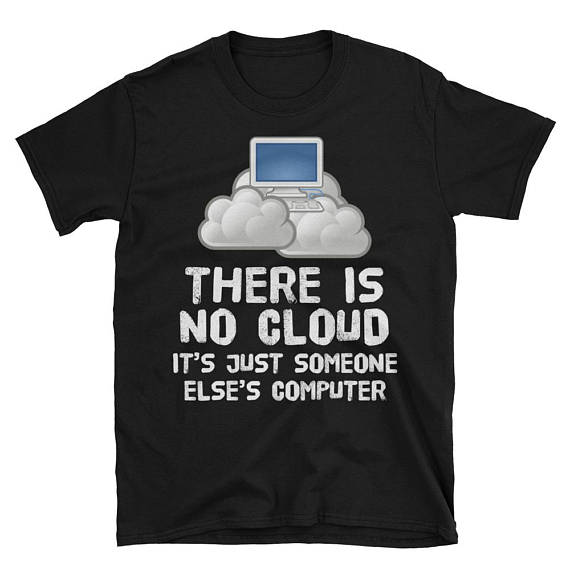 THERE IS
NO CLOUD
IT'S JUST SOMEONE
ELSE'S COMPUTER